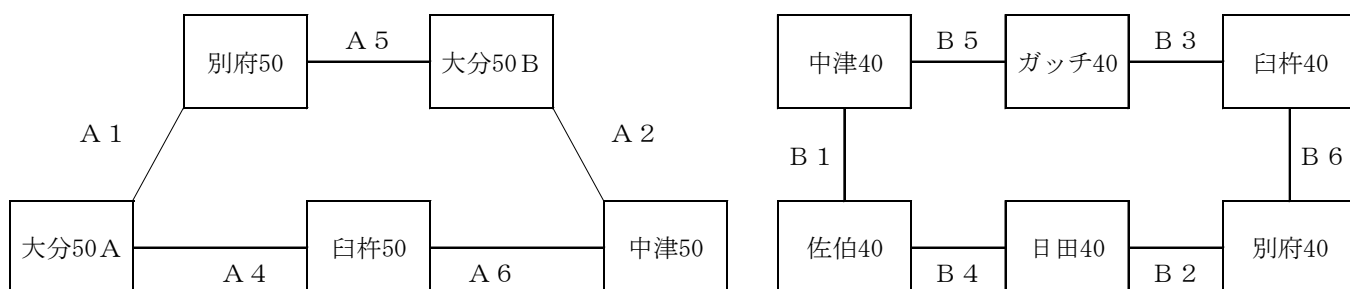 Ａ５
別府50
大分50Ｂ
Ａ１
Ａ２
大分50Ａ
臼杵50
中津50
Ａ４
Ａ６
Ｂ５
Ｂ３
中津40
ガッチ40
臼杵40
Ｂ１
Ｂ６
佐伯40
日田40
別府40
Ｂ４
Ｂ２